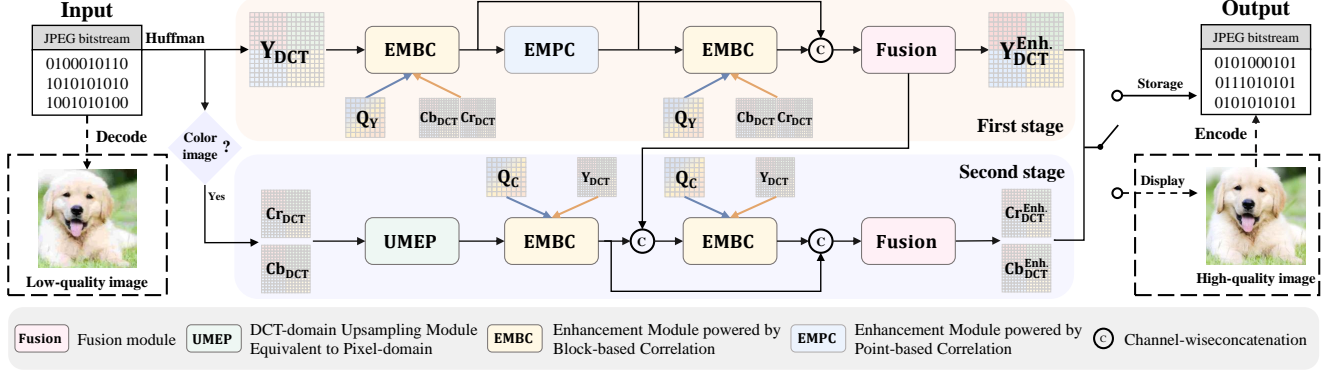 Input
JPEG bitstream
0100010110
1010101010
1001010100
Huffman
Decode
Low-quality image
Color
image ?
Yes
Y_DCT
EMBC
EMPC
EMBC
C
Fusion
Y_DCT^Enh.
Q_Y
Cb_DCT Cr_DCT
Q_Y
Cb_DCT Cr_DCT
First stage
Second stage
Q_C
Y_DCT
Q_C
Y_DCT
Cr_DCT
Cb_DCT
UMEP
EMBC
C
EMBC
C
Fusion
Cr_DCT^Enh.
Cb_DCT^Enh.
Output
JPEG bitstream
0101000101
0111010101
0101010101
Storage
Encode
Display
High-quality image
Fusion
Fusion module
UMEP
DCT-domain Upsampling Module
Equivalent to Pixel-domain
EMBC
Enhancement Module powered by
Block-based Correlation
EMPC
Enhancement Module powered by
Point-based Correlation
C
Channel-wiseconcatenation